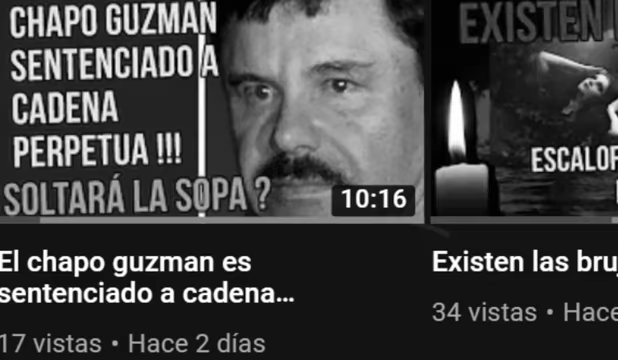 CHAPO GUZMAN
SENTENCIADO A
CADENA
PERPETUA !!!
SOLTARÁ LA SOPA ?
10:16
El chapo guzman es
sentenciado a cadena...
17 vistas • Hace 2 días
EXISTEN
ESCALOF
Existen las bru
34 vistas • Hace